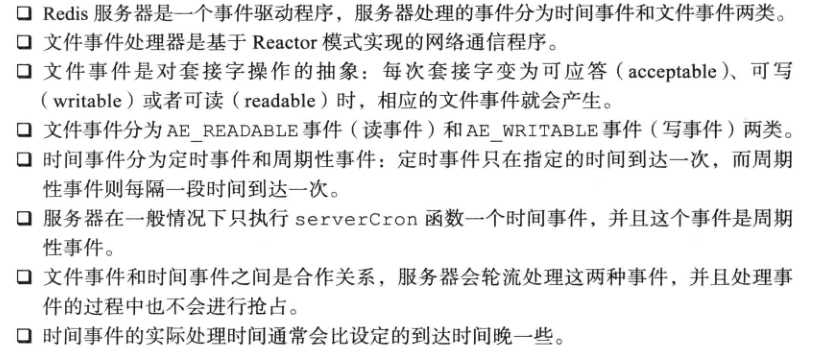 ❏ Redis 服务器是一个事件驱动程序，服务器处理的事件分为时间事件和文件事件两类。
❏ 文件事件处理器是基于 Reactor 模式实现的网络通信程序。
❏ 文件事件是对套接字操作的抽象：每次套接字变为可应答（acceptable）、可写
（writable）或者可读（readable）时，相应的文件事件就会产生。
❏ 文件事件分为 AE_READABLE 事件（读事件）和 AE_WRITABLE 事件（写事件）两类。
❏ 时间事件分为定时事件和周期性事件：定时事件只在指定的时间到达一次，而周期
性事件则每隔一段时间到达一次。
❏ 服务器在一般情况下只执行 serverCron 函数一个时间事件，并且这个事件是周期
性事件。
❏ 文件事件和时间事件之间是合作关系，服务器会轮流处理这两种事件，并且处理事
件的过程中也不会进行抢占。
❏ 时间事件的实际处理时间通常会比设定的到达时间晚一些。